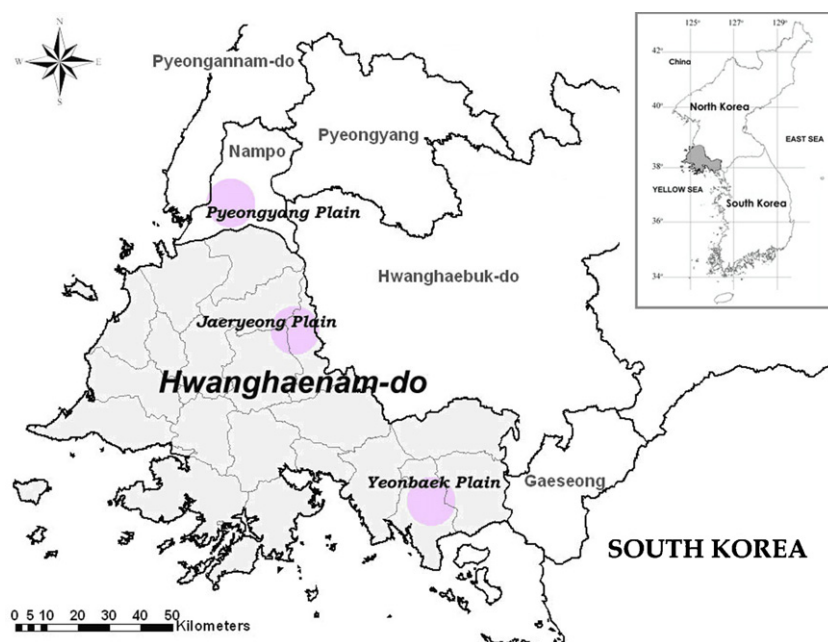 N
W
E
S
Pyeongannam-do
Pyeongyang
Nampo
Pyeongyang Plain
Hwanghaebuk-do
Jaeryeong Plain
Hwanghaenam-do
Yeonbaek Plain
Gaeseong
SOUTH KOREA
0 5 10 20 30 40 50
Kilometers
125° 127° 129°
42°
China
40°
North Korea
EAST SEA
38°
YELLOW SEA
South Korea
36°
34°